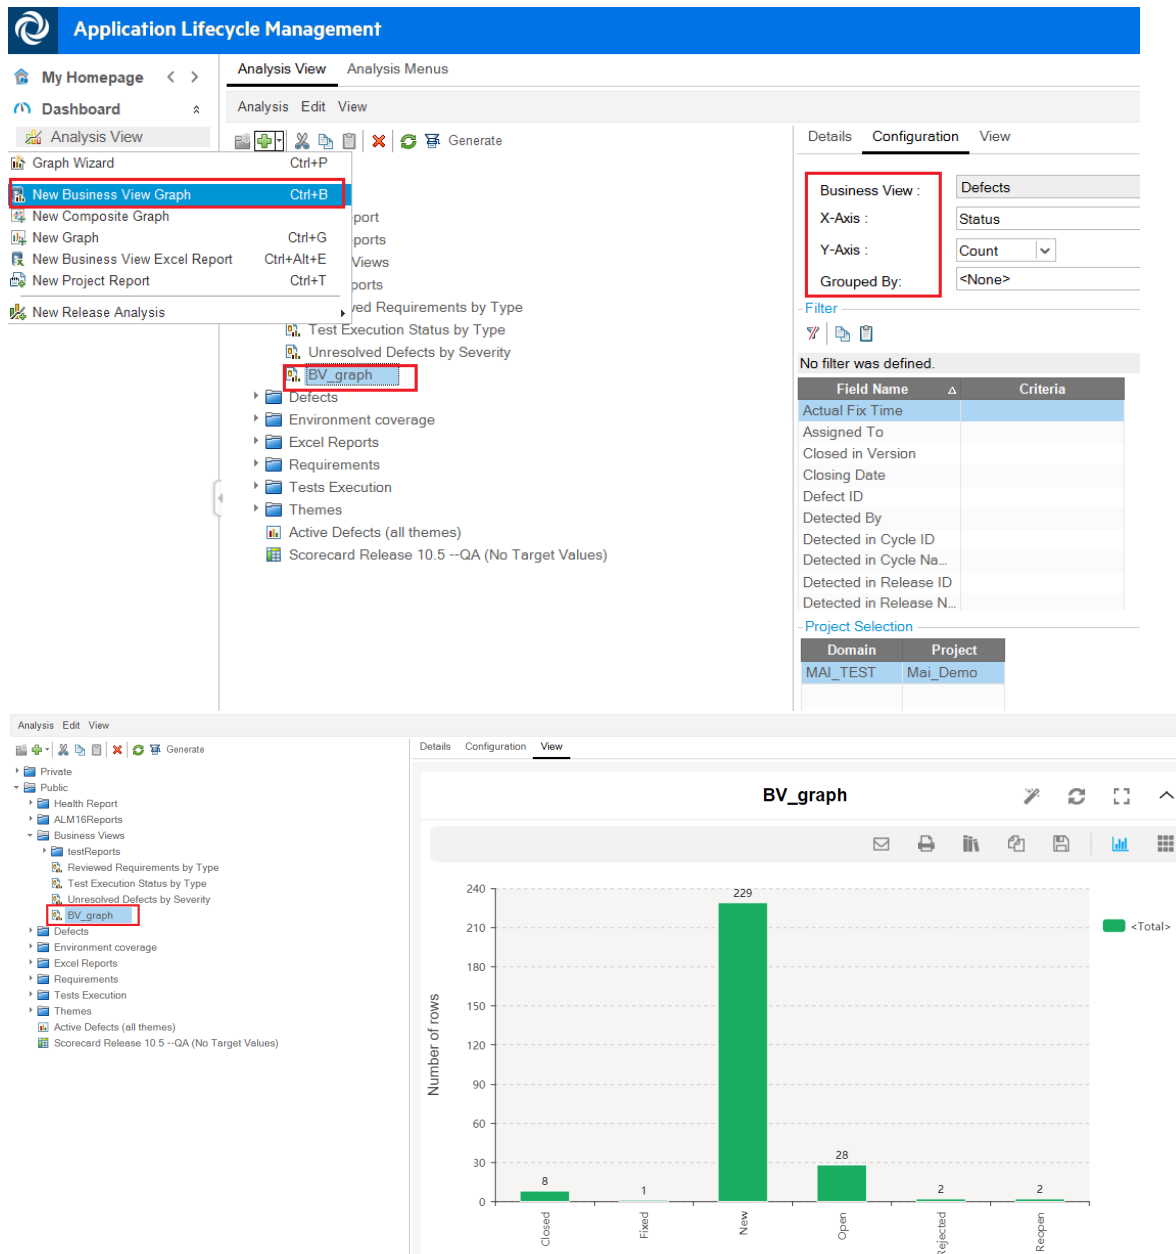 Application Lifecycle Management
My Homepage < >
Dashboard
Analysis View
Analysis View Analysis Menus
Analysis Edit View
Generate
Graph Wizard Ctrl+P
New Business View Graph Ctrl+B
New Composite Graph
New Graph Ctrl+G
New Business View Excel Report Ctrl+Alt+E
New Project Report Ctrl+T
New Release Analysis
port
ports
Views
ports
ved Requirements by Type
Test Execution Status by Type
Unresolved Defects by Severity
BV_graph
Defects
Environment coverage
Excel Reports
Requirements
Tests Execution
Themes
Active Defects (all themes)
Scorecard Release 10.5 --QA (No Target Values)
Details Configuration View
Business View : Defects
X-Axis : Status
Y-Axis : Count
Grouped By: <None>
Filter
No filter was defined.
Field Name Criteria
Actual Fix Time
Assigned To
Closed in Version
Closing Date
Defect ID
Detected By
Detected in Cycle ID
Detected in Cycle Na...
Detected in Release ID
Detected in Release N...
Project Selection
Domain Project
MAI_TEST Mai_Demo
Analysis Edit View
Generate
Private
Public
Health Report
ALM16Reports
Business Views
testReports
Reviewed Requirements by Type
Test Execution Status by Type
Unresolved Defects by Severity
BV_graph
Defects
Environment coverage
Excel Reports
Requirements
Tests Execution
Themes
Active Defects (all themes)
Scorecard Release 10.5 --QA (No Target Values)
Details Configuration View
BV_graph
Number of rows
240
210
180
150
120
90
60
30
0
8
1
229
28
2
2
Closed
Fixed
New
Open
Rejected
Reopen
<Total>